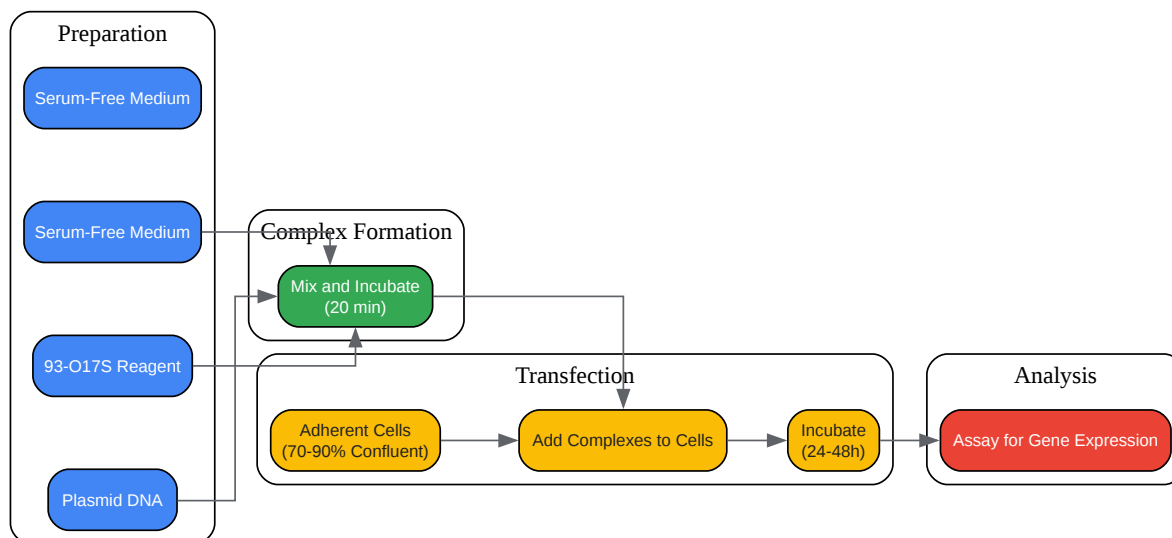 Preparation
Serum-Free Medium
Serum-Free Medium
93-O17S Reagent
Plasmid DNA
Complex Formation
Mix and Incubate
(20 min)
Transfection
Adherent Cells
(70-90% Confluent)
Add Complexes to Cells
Incubate
(24-48h)
Analysis
Assay for Gene Expression